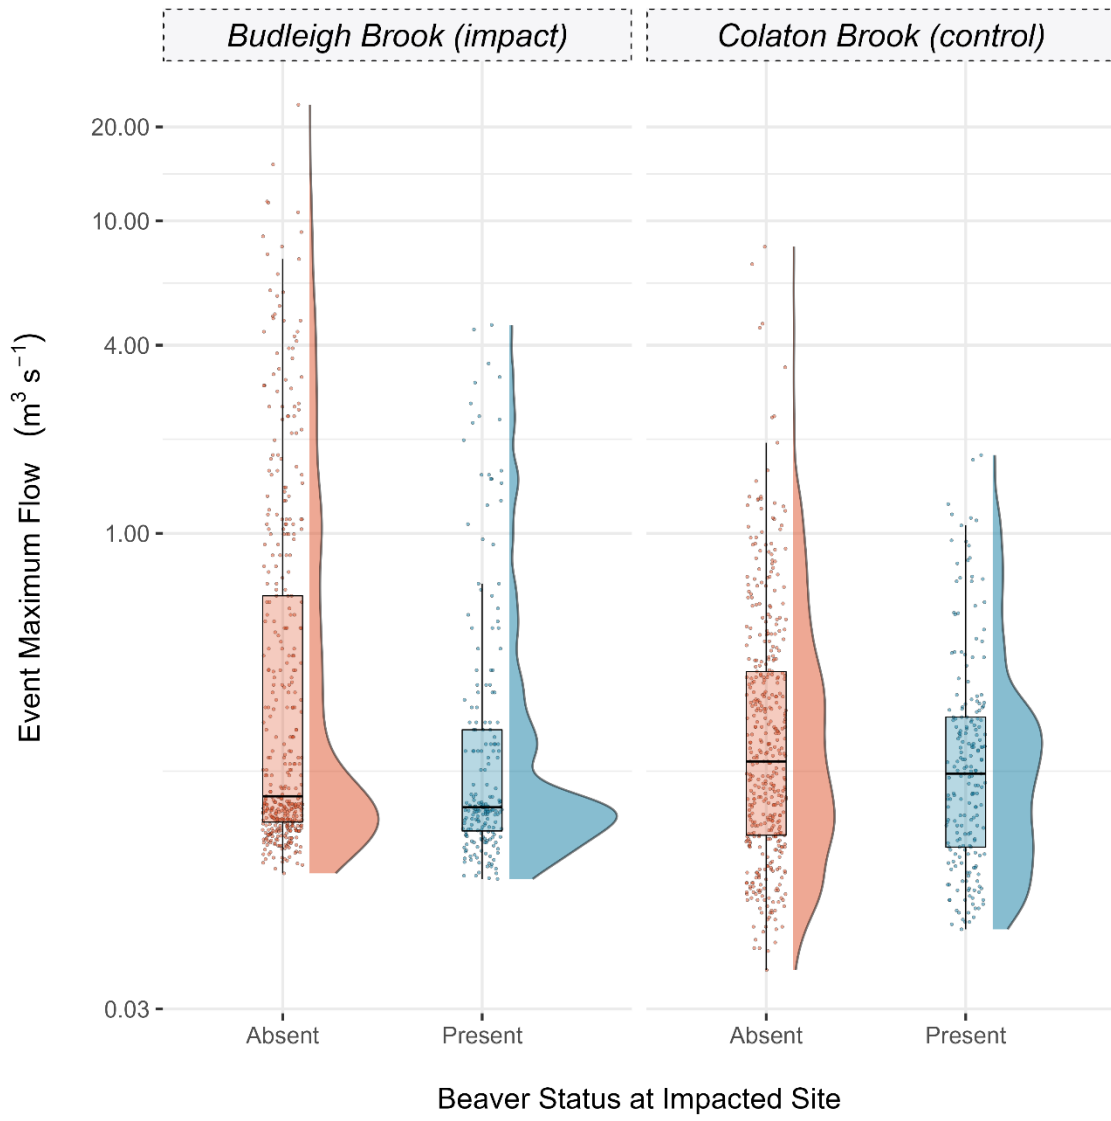 Budleigh Brook (impact)
Colaton Brook (control)
20.00
10.00
4.00
1.00
0.03
Event Maximum Flow (m³ s⁻¹)
Absent
Present
Absent
Present
Beaver Status at Impacted Site